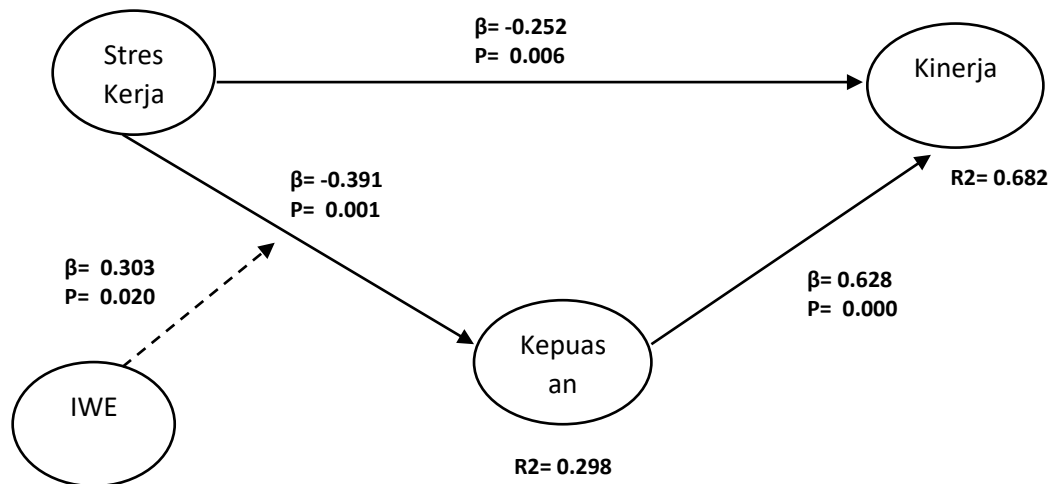 β= -0.252
P= 0.006
Stres
Kerja
Kinerja
β= -0.391
P= 0.001
R2= 0.682
β= 0.303
P= 0.020
β= 0.628
P= 0.000
Kepuas
an
IWE
R2= 0.298